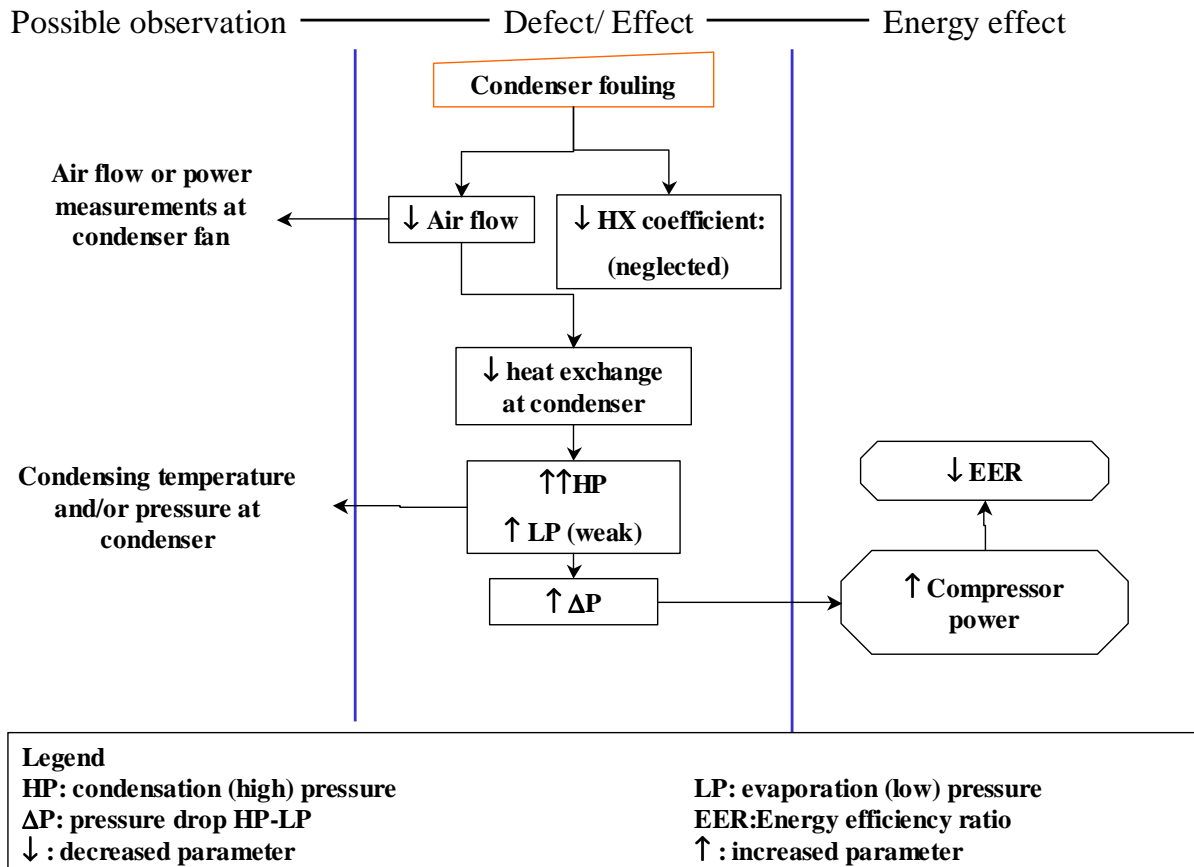 Possible observation
Defect/ Effect
Energy effect
Condenser fouling
Air flow or power
measurements at
condenser fan
↓ Air flow
↓ HX coefficient:
(neglected)
↓ heat exchange
at condenser
Condensing temperature
and/or pressure at
condenser
↑↑HP
↑ LP (weak)
↓ EER
↑ ΔP
↑ Compressor
power
Legend
HP: condensation (high) pressure
LP: evaporation (low) pressure
ΔP: pressure drop HP-LP
EER:Energy efficiency ratio
↓ : decreased parameter
↑ : increased parameter